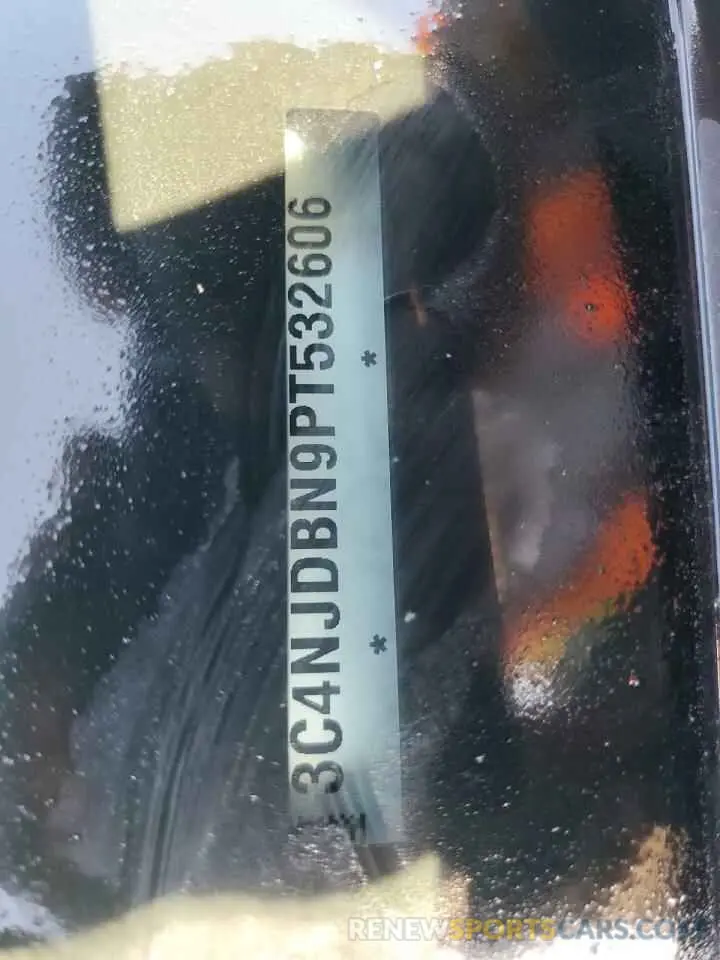 3C4NJDBN9PT532606
* *
RENEWSPORTSCARS.COM